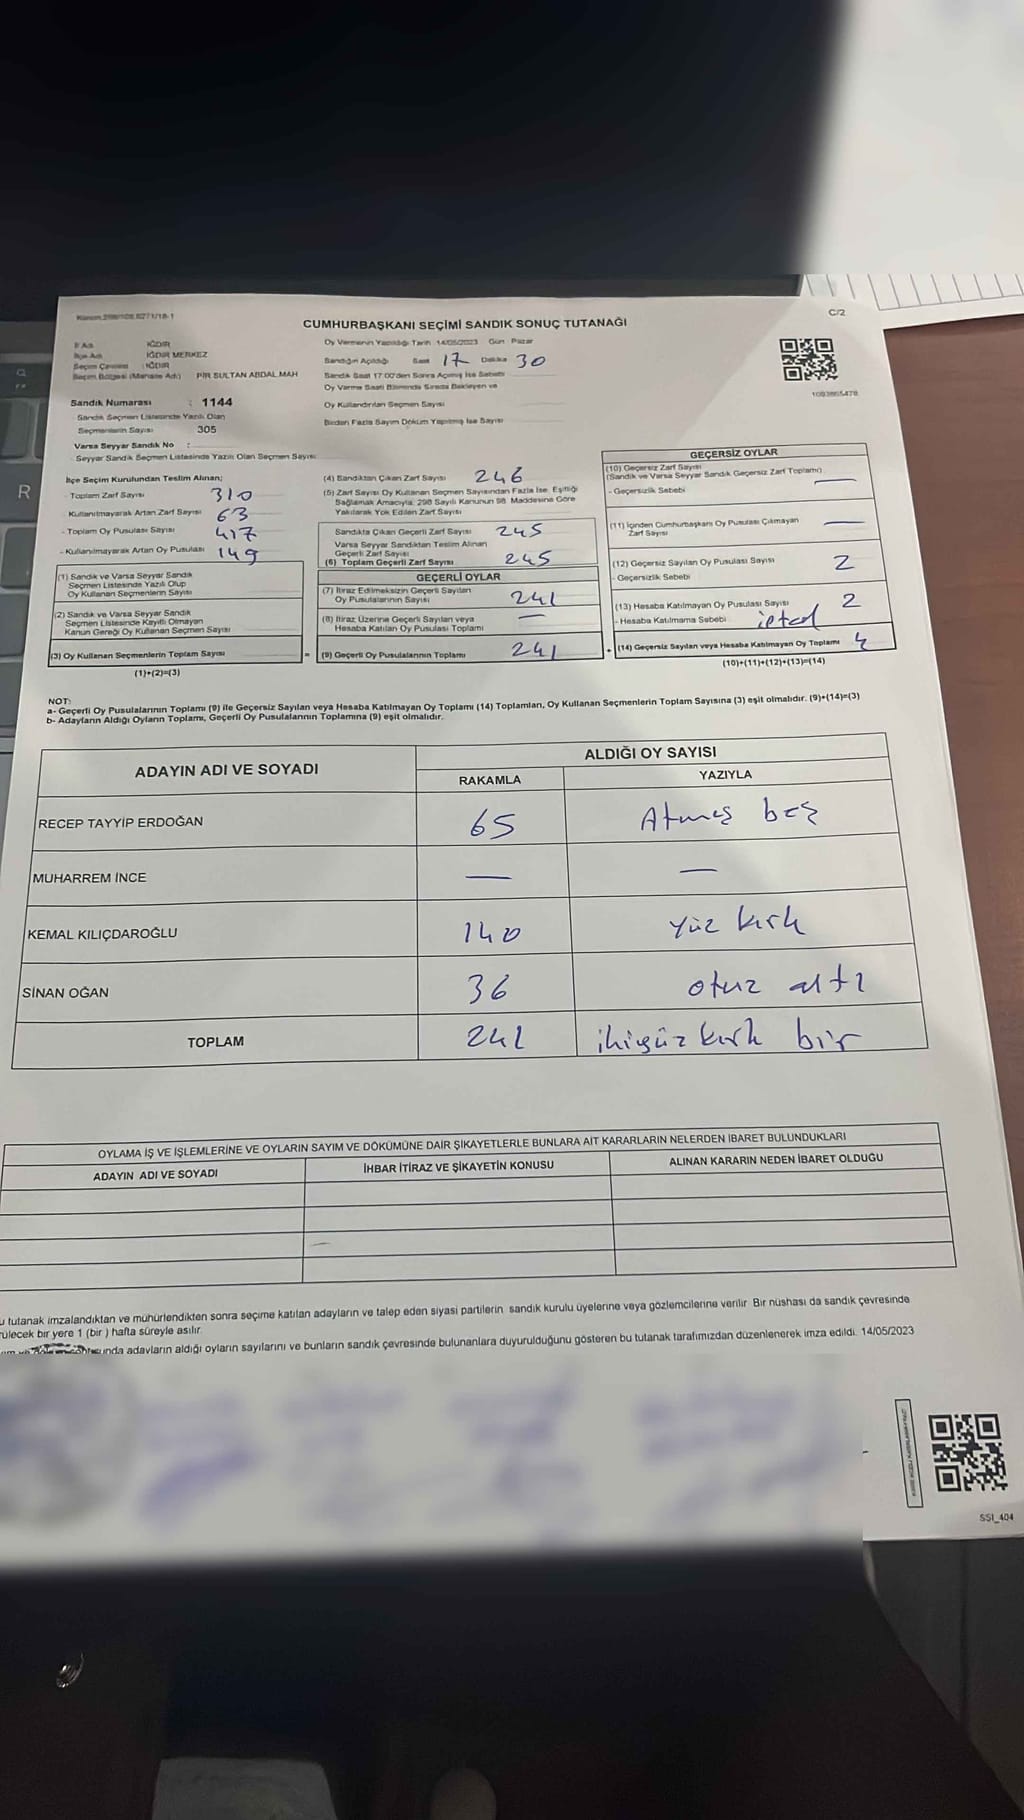 Kanun 298/108,6271/18-1
C/2
CUMHURBAŞKANI SEÇİMİ SANDIK SONUÇ TUTANAĞI
İl Adı IĞDIR
İlçe Adı IĞDIR MERKEZ
Seçim Çevresi : IĞDIR
Seçim Bölgesi (Mahalle Adı) PİR SULTAN ABDAL MAH
Sandık Numarası : 1144
Sandık Seçmen Listesinde Yazılı Olan
Seçmenlerin Sayısı 305
Varsa Seyyar Sandık No :
Seyyar Sandık Seçmen Listesinde Yazılı Olan Seçmen Sayısı
Oy Vermenin Yapıldığı Tarih 14/05/2023 Gün Pazar
Sandığın Açıldığı Saat 17 Dakika 30
Sandık Saat 17:00'den Sonra Açılmış İse Sebebi
Oy Verme Saati Bitiminde Sırada Bekleyen ve
Oy Kullandırılan Seçmen Sayısı
Birden Fazla Sayım Döküm Yapılmış İse Sayısı
1093865478
İlçe Seçim Kurulundan Teslim Alınan;
- Toplam Zarf Sayısı 310
- Kullanılmayarak Artan Zarf Sayısı 63
- Toplam Oy Pusulası Sayısı 417
- Kullanılmayarak Artan Oy Pusulası 149
(1) Sandık ve Varsa Seyyar Sandık
Seçmen Listesinde Yazılı Olup
Oy Kullanan Seçmenlerin Sayısı
(2) Sandık ve Varsa Seyyar Sandık
Seçmen Listesinde Kayıtlı Olmayan
Kanun Gereği Oy Kullanan Seçmen Sayısı
(3) Oy Kullanan Seçmenlerin Toplam Sayısı
(1)+(2)=(3)
(4) Sandıktan Çıkan Zarf Sayısı 246
(5) Zarf Sayısı Oy Kullanan Seçmen Sayısından Fazla İse, Eşitliği
Sağlamak Amacıyla, 298 Sayılı Kanunun 98. Maddesine Göre
Yakılarak Yok Edilen Zarf Sayısı
Sandıkta Çıkan Geçerli Zarf Sayısı 245
Varsa Seyyar Sandıktan Teslim Alınan
Geçerli Zarf Sayısı
(6) Toplam Geçerli Zarf Sayısı 245
GEÇERLİ OYLAR
(7) İtiraz Edilmeksizin Geçerli Sayılan
Oy Pusulalarının Sayısı 241
(8) İtiraz Üzerine Geçerli Sayılan veya
Hesaba Katılan Oy Pusulası Toplamı —
= (9) Geçerli Oy Pusulalarının Toplamı 241
GEÇERSİZ OYLAR
(10) Geçersiz Zarf Sayısı
(Sandık ve Varsa Seyyar Sandık Geçersiz Zarf Toplamı) —
- Geçersizlik Sebebi
(11) İçinden Cumhurbaşkanı Oy Pusulası Çıkmayan
Zarf Sayısı —
(12) Geçersiz Sayılan Oy Pusulası Sayısı 2
- Geçersizlik Sebebi
(13) Hesaba Katılmayan Oy Pusulası Sayısı 2
- Hesaba Katılmama Sebebi iptal
+ (14) Geçersiz Sayılan veya Hesaba Katılmayan Oy Toplamı 4
(10)+(11)+(12)+(13)=(14)
NOT:
a- Geçerli Oy Pusulalarının Toplamı (9) ile Geçersiz Sayılan veya Hesaba Katılmayan Oy Toplamı (14) Toplamları, Oy Kullanan Seçmenlerin Toplam Sayısına (3) eşit olmalıdır. (9)+(14)=(3)
b- Adayların Aldığı Oyların Toplamı, Geçerli Oy Pusulalarının Toplamına (9) eşit olmalıdır.
ADAYIN ADI VE SOYADI ALDIĞI OY SAYISI
RAKAMLA YAZIYLA
RECEP TAYYİP ERDOĞAN 65 Atmış beş
MUHARREM İNCE — —
KEMAL KILIÇDAROĞLU 140 Yüz kırk
SİNAN OĞAN 36 otuz altı
TOPLAM 241 ikiyüz kırk bir
OYLAMA İŞ VE İŞLEMLERİNE VE OYLARIN SAYIM VE DÖKÜMÜNE DAİR ŞİKAYETLERLE BUNLARA AİT KARARLARIN NELERDEN İBARET BULUNDUKLARI
ADAYIN ADI VE SOYADI İHBAR İTİRAZ VE ŞİKAYETİN KONUSU ALINAN KARARIN NEDEN İBARET OLDUĞU
u tutanak imzalandıktan ve mühürlendikten sonra seçime katılan adayların ve talep eden siyasi partilerin sandık kurulu üyelerine veya gözlemcilerine verilir. Bir nüshası da sandık çevresinde
rülecek bir yere 1 (bir ) hafta süreyle asılır.
adayların aldığı oyların sayılarını ve bunların sandık çevresinde bulunanlara duyurulduğunu gösteren bu tutanak tarafımızdan düzenlenerek imza edildi. 14/05/2023
SSI_404
R